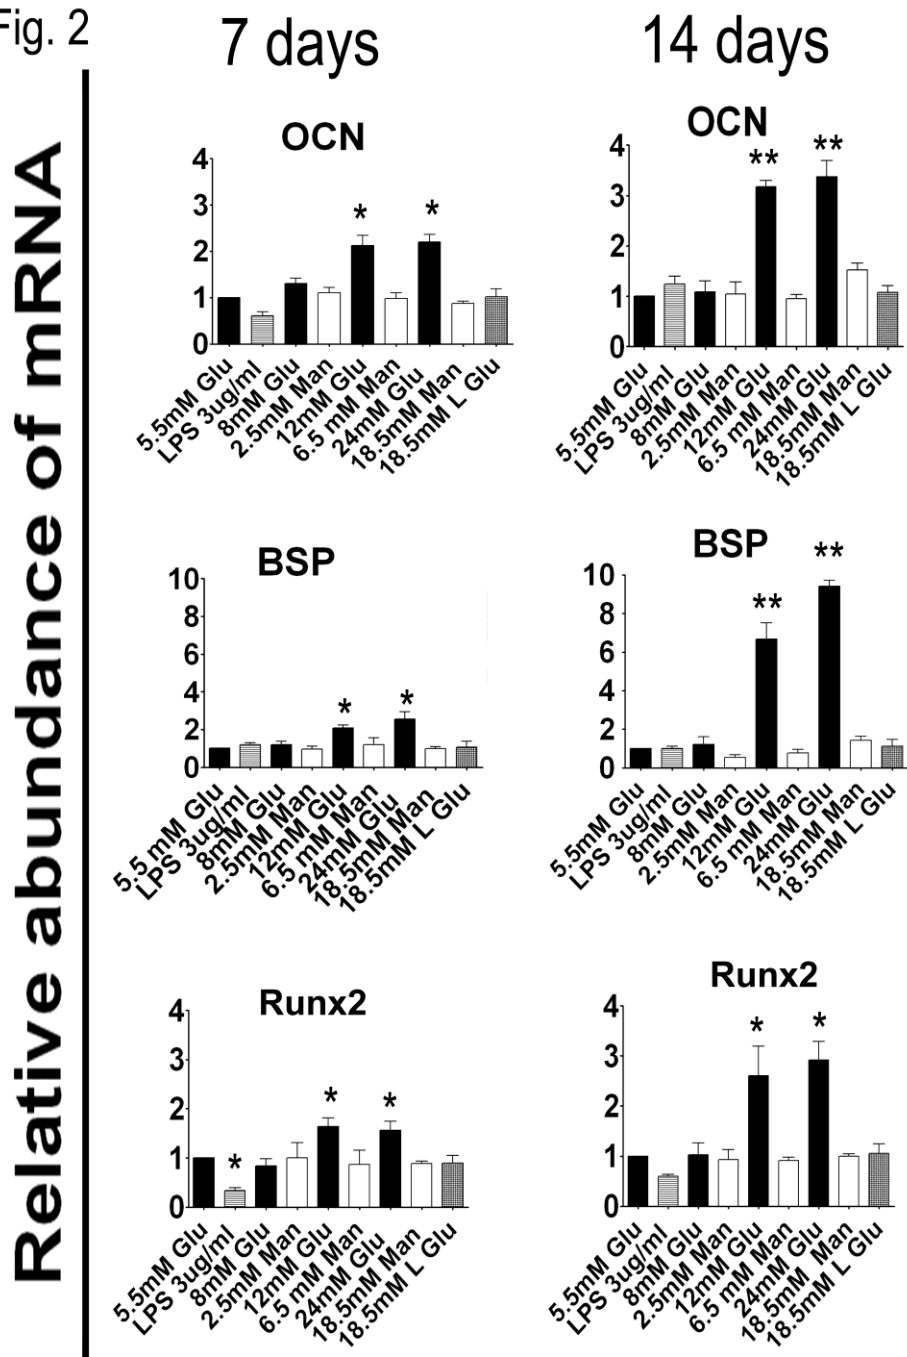 Fig. 2
7 days
14 days
Relative abundance of mRNA
OCN
4
3
2
1
0
*
*
5.5mM Glu
LPS 3ug/ml
8mM Glu
2.5mM Man
12mM Glu
6.5 mM Man
24mM Glu
18.5mM Man
18.5mM L Glu
OCN
4
3
2
1
0
**
**
5.5mM Glu
LPS 3ug/ml
8mM Glu
2.5mM Man
12mM Glu
6.5 mM Man
24mM Glu
18.5mM Man
18.5mM L Glu
BSP
10
8
6
4
2
0
*
*
5.5 mM Glu
LPS 3ug/ml
8mM Glu
2.5mM Man
12mM Glu
6.5 mM Man
24mM Glu
18.5mM Man
18.5mM L Glu
BSP
10
8
6
4
2
0
**
**
5.5mM Glu
LPS 3ug/ml
8mM Glu
2.5mM Man
12mM Glu
6.5 mM Man
24mM Glu
18.5mM Man
18.5mM L Glu
Runx2
4
3
2
1
0
*
*
*
5.5mM Glu
LPS 3ug/ml
8mM Glu
2.5mM Man
12mM Glu
6.5 mM Man
24mM Glu
18.5mM Man
18.5mM L Glu
Runx2
4
3
2
1
0
*
*
5.5mM Glu
LPS 3ug/ml
8mM Glu
2.5mM Man
12mM Glu
6.5 mM Man
24mM Glu
18.5mM Man
18.5mM L Glu